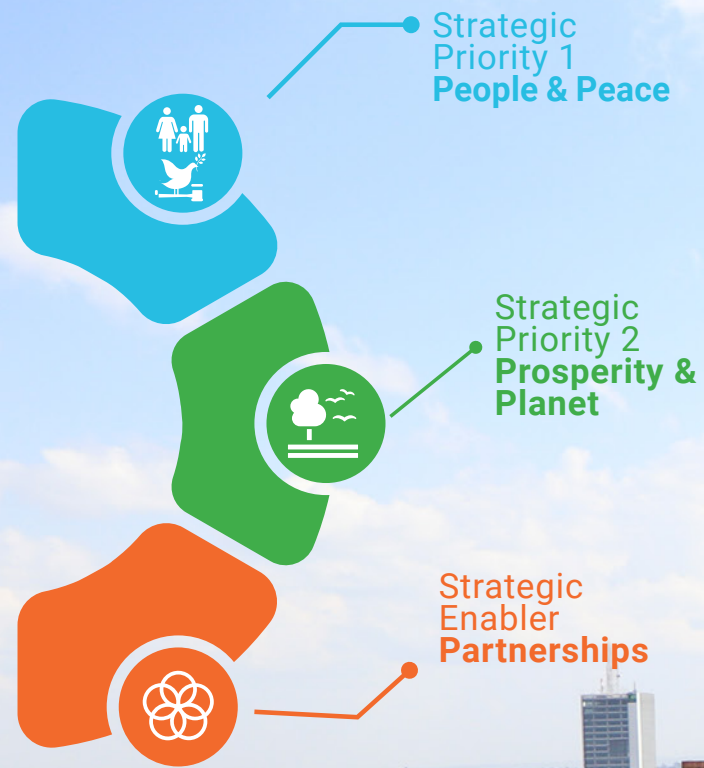 Strategic
Priority 1
People & Peace
Strategic
Priority 2
Prosperity &
Planet
Strategic
Enabler
Partnerships